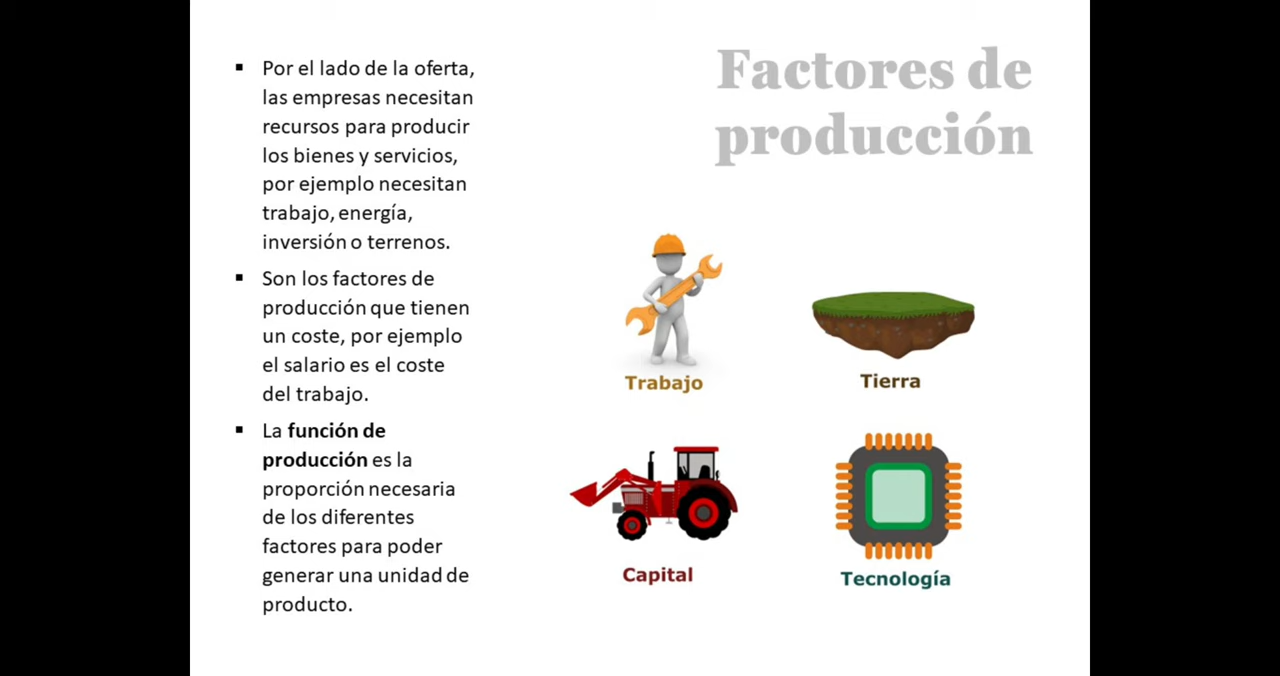 Factores de
producción
▪ Por el lado de la oferta,
las empresas necesitan
recursos para producir
los bienes y servicios,
por ejemplo necesitan
trabajo, energía,
inversión o terrenos.
▪ Son los factores de
producción que tienen
un coste, por ejemplo
el salario es el coste
del trabajo.
▪ La función de
producción es la
proporción necesaria
de los diferentes
factores para poder
generar una unidad de
producto.
Trabajo
Tierra
Capital
Tecnología